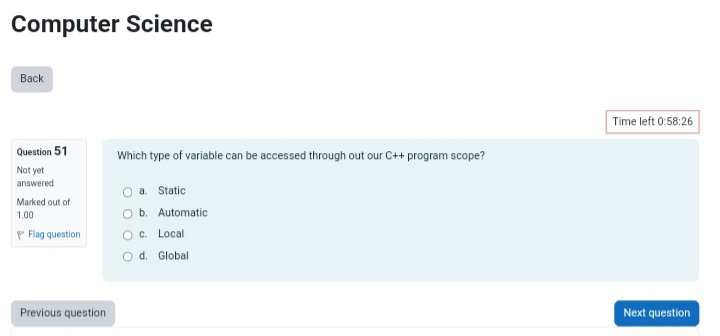 Computer Science
Back
Time left 0:58:26
Question 51
Not yet
answered
Marked out of
1.00
Flag question
Which type of variable can be accessed through out our C++ program scope?
a. Static
b. Automatic
c. Local
d. Global
Previous question
Next question